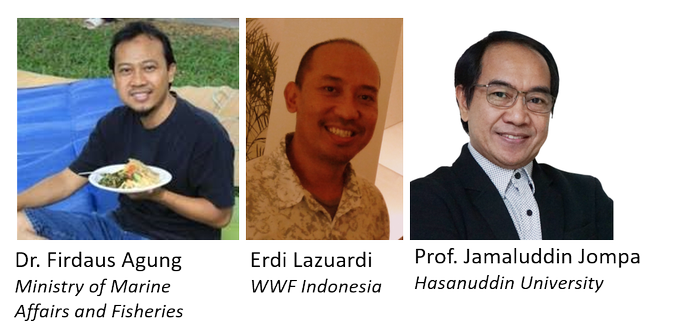 Dr. Firdaus Agung
Ministry of Marine
Affairs and Fisheries
Erdi Lazuardi
WWF Indonesia
Prof. Jamaluddin Jompa
Hasanuddin University